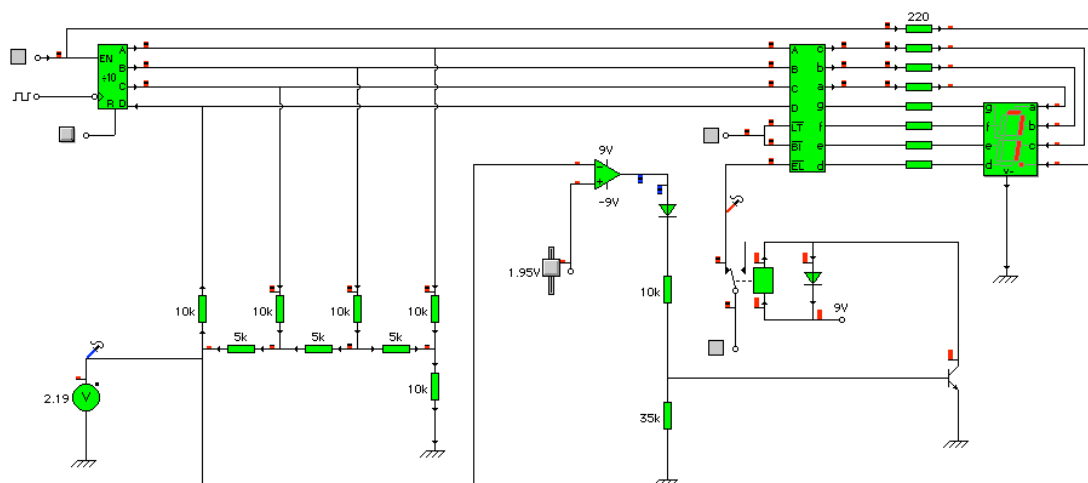 220
EN A
÷10 B
C
R D
A c
B b
C a
D g
LT f
BI e
EL d
g a
f b
e c
d
v-
9V
-9V
1.95V
10k
10k 10k 10k 10k
9V
5k 5k 5k
10k
2.19 V
35k